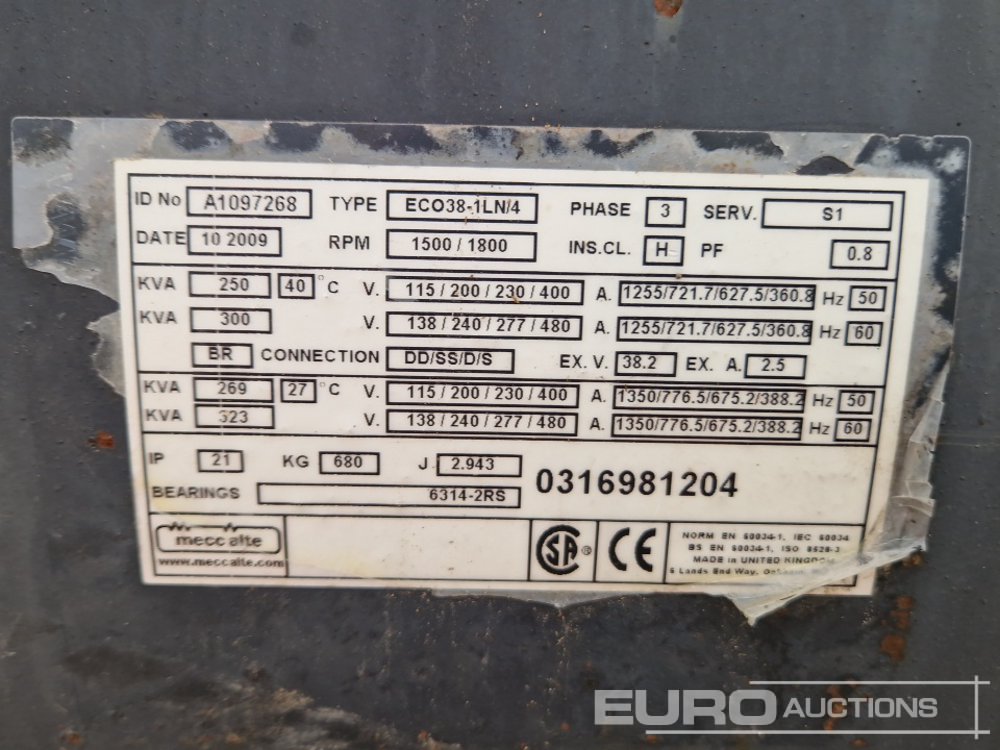 ID No A1097268 TYPE ECO38-1LN/4 PHASE 3 SERV. S1
DATE 10 2009 RPM 1500 / 1800 INS.CL. H PF 0.8
KVA 250 40 °C V. 115 / 200 / 230 / 400 A. 1255/721.7/627.5/360.8 Hz 50
KVA 300 V. 138 / 240 / 277 / 480 A. 1255/721.7/627.5/360.8 Hz 60
BR CONNECTION DD/SS/D/S EX. V. 38.2 EX. A. 2.5
KVA 269 27 °C V. 115 / 200 / 230 / 400 A. 1350/776.5/675.2/388.2 Hz 50
KVA 323 V. 138 / 240 / 277 / 480 A. 1350/776.5/675.2/388.2 Hz 60
IP 21 KG 680 J 2.943 0316981204
BEARINGS 6314-2RS
mecc alte
www.meccalte.com
CSA ® CE
NORM EN 60034-1, IEC 60034
BS EN 60034-1, ISO 8528-3
MADE in UNITED KINGDOM
6 Lands End Way,
EURO AUCTIONS